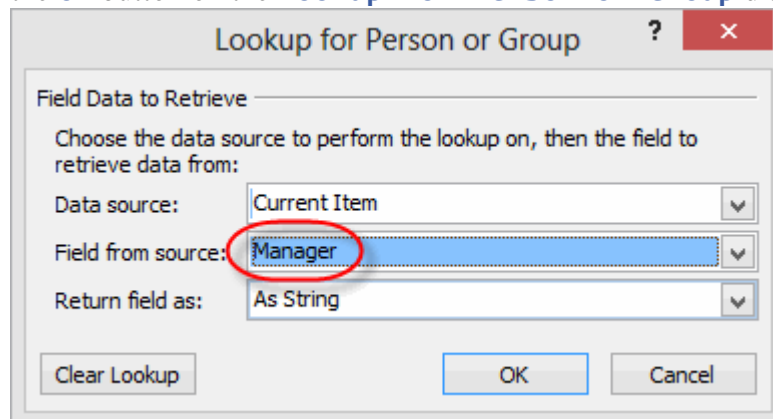 Lookup for Person or Group ?
Field Data to Retrieve
Choose the data source to perform the lookup on, then the field to
retrieve data from:
Data source: Current Item
Field from source: Manager
Return field as: As String
Clear Lookup OK Cancel